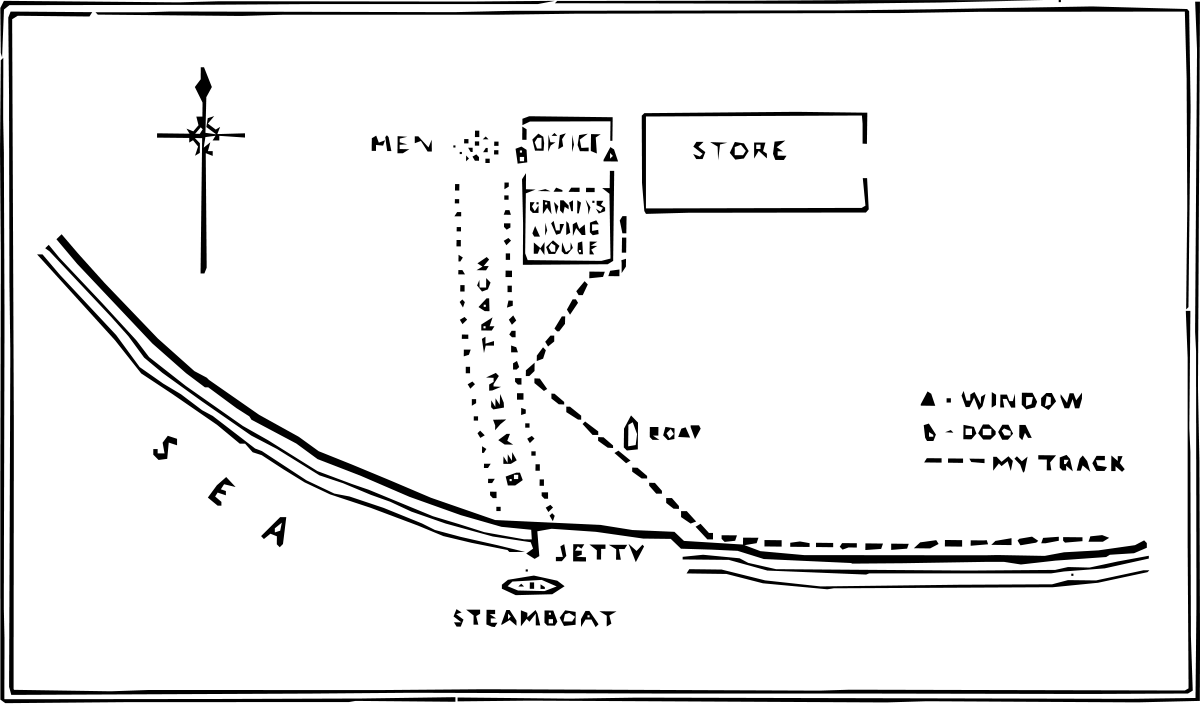 MEN
OFFICE
STORE
GRIMM'S
LIVING
HOUSE
BEATEN TRACK
BOAT
WINDOW
DOOR
MY TRACK
SEA
JETTY
STEAMBOAT